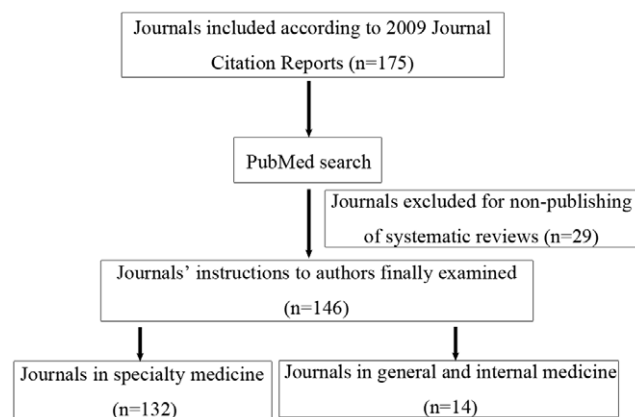 Journals included according to 2009 Journal
Citation Reports (n=175)
PubMed search
Journals excluded for non-publishing
of systematic reviews (n=29)
Journals’ instructions to authors finally examined
(n=146)
Journals in specialty medicine
(n=132)
Journals in general and internal medicine
(n=14)